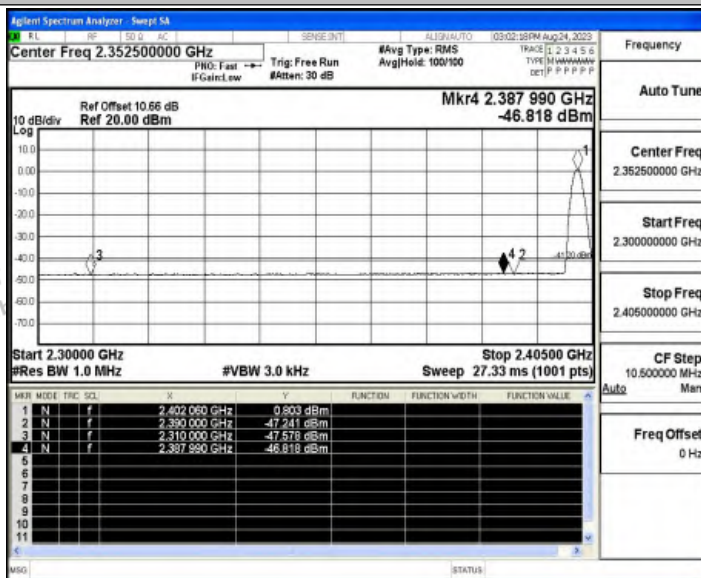 Agilent Spectrum Analyzer - Swept SA
RL RF 50 Ω AC SENSE:INT ALIGNAUTO 03:02:18 PM Aug 24, 2023
Center Freq 2.352500000 GHz
PNO: Fast
IFGain:Low
Trig: Free Run
#Atten: 30 dB
#Avg Type: RMS
Avg|Hold: 100/100
TRACE 1 2 3 4 5 6
TYPE M WWWWW
DET P P P P P P
Ref Offset 10.66 dB
Ref 20.00 dBm
10 dB/div
Log
Mkr4 2.387 990 GHz
-46.818 dBm
10.0
0.00
-10.0
-20.0
-30.0
-40.0
-50.0
-60.0
-70.0
1
3
4 2
-41.20 dBm
Start 2.30000 GHz Stop 2.40500 GHz
#Res BW 1.0 MHz #VBW 3.0 kHz Sweep 27.33 ms (1001 pts)
MKR MODE TRC SCL X Y FUNCTION FUNCTION WIDTH FUNCTION VALUE
1 N f 2.402 060 GHz 0.803 dBm
2 N f 2.390 000 GHz -47.241 dBm
3 N f 2.310 000 GHz -47.578 dBm
4 N f 2.387 990 GHz -46.818 dBm
5
6
7
8
9
10
11
MSG STATUS
Frequency
Auto Tune
Center Freq
2.352500000 GHz
Start Freq
2.300000000 GHz
Stop Freq
2.405000000 GHz
CF Step
10.500000 MHz
Auto Man
Freq Offset
0 Hz